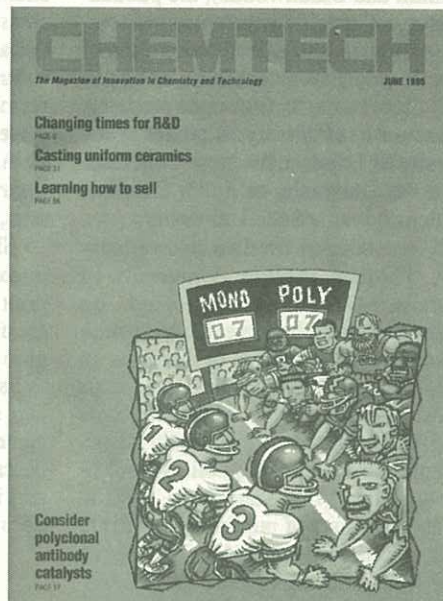 CHEMTECH
The Magazine of Innovation in Chemistry and Technology
JUNE 1995
Changing times for R&D
Casting uniform ceramics
Learning how to sell
MONO POLY
07 07
1
2
3
Consider
polyclonal
antibody
catalysts